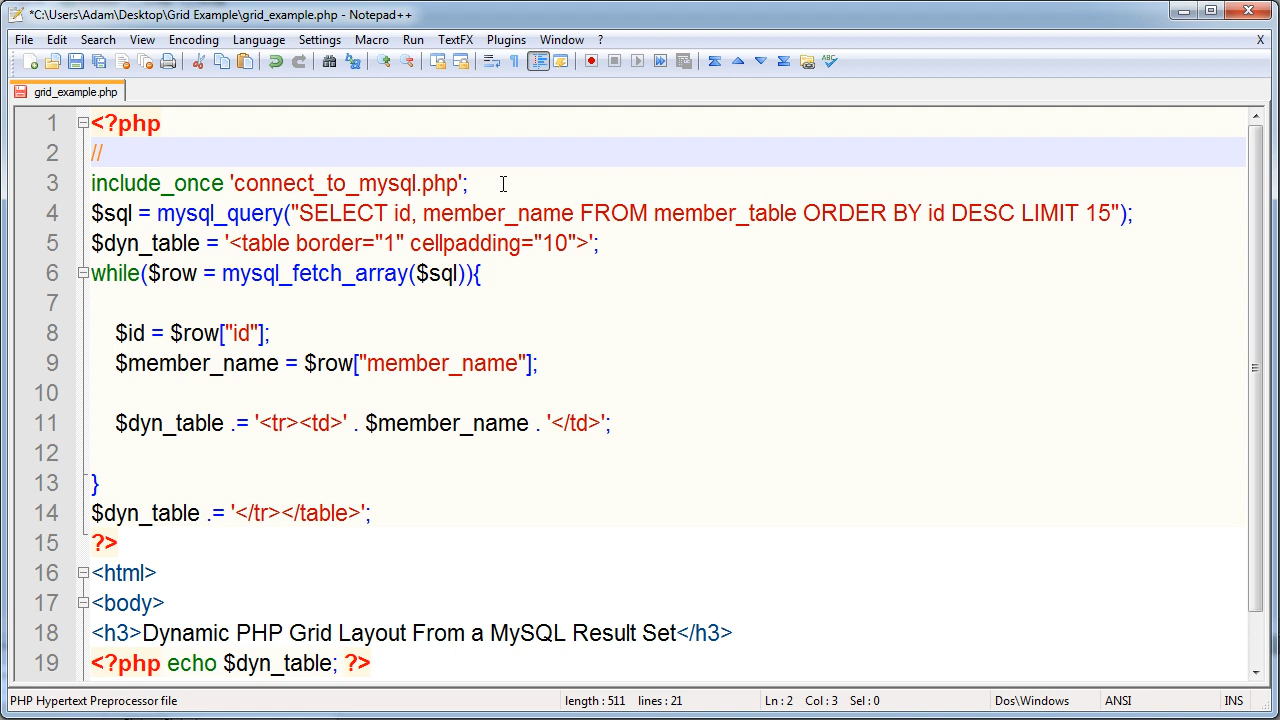 *C:\Users\Adam\Desktop\Grid Example\grid_example.php - Notepad++
File Edit Search View Encoding Language Settings Macro Run TextFX Plugins Window ? X
grid_example.php
1 <?php
2 //
3 include_once 'connect_to_mysql.php';
4 $sql = mysql_query("SELECT id, member_name FROM member_table ORDER BY id DESC LIMIT 15");
5 $dyn_table = '<table border="1" cellpadding="10">';
6 while($row = mysql_fetch_array($sql)){
7
8 $id = $row["id"];
9 $member_name = $row["member_name"];
10
11 $dyn_table .= '<tr><td>' . $member_name . '</td>';
12
13 }
14 $dyn_table .= '</tr></table>';
15 ?>
16 <html>
17 <body>
18 <h3>Dynamic PHP Grid Layout From a MySQL Result Set</h3>
19 <?php echo $dyn_table; ?>
PHP Hypertext Preprocessor file length : 511 lines : 21 Ln : 2 Col : 3 Sel : 0 Dos\Windows ANSI INS